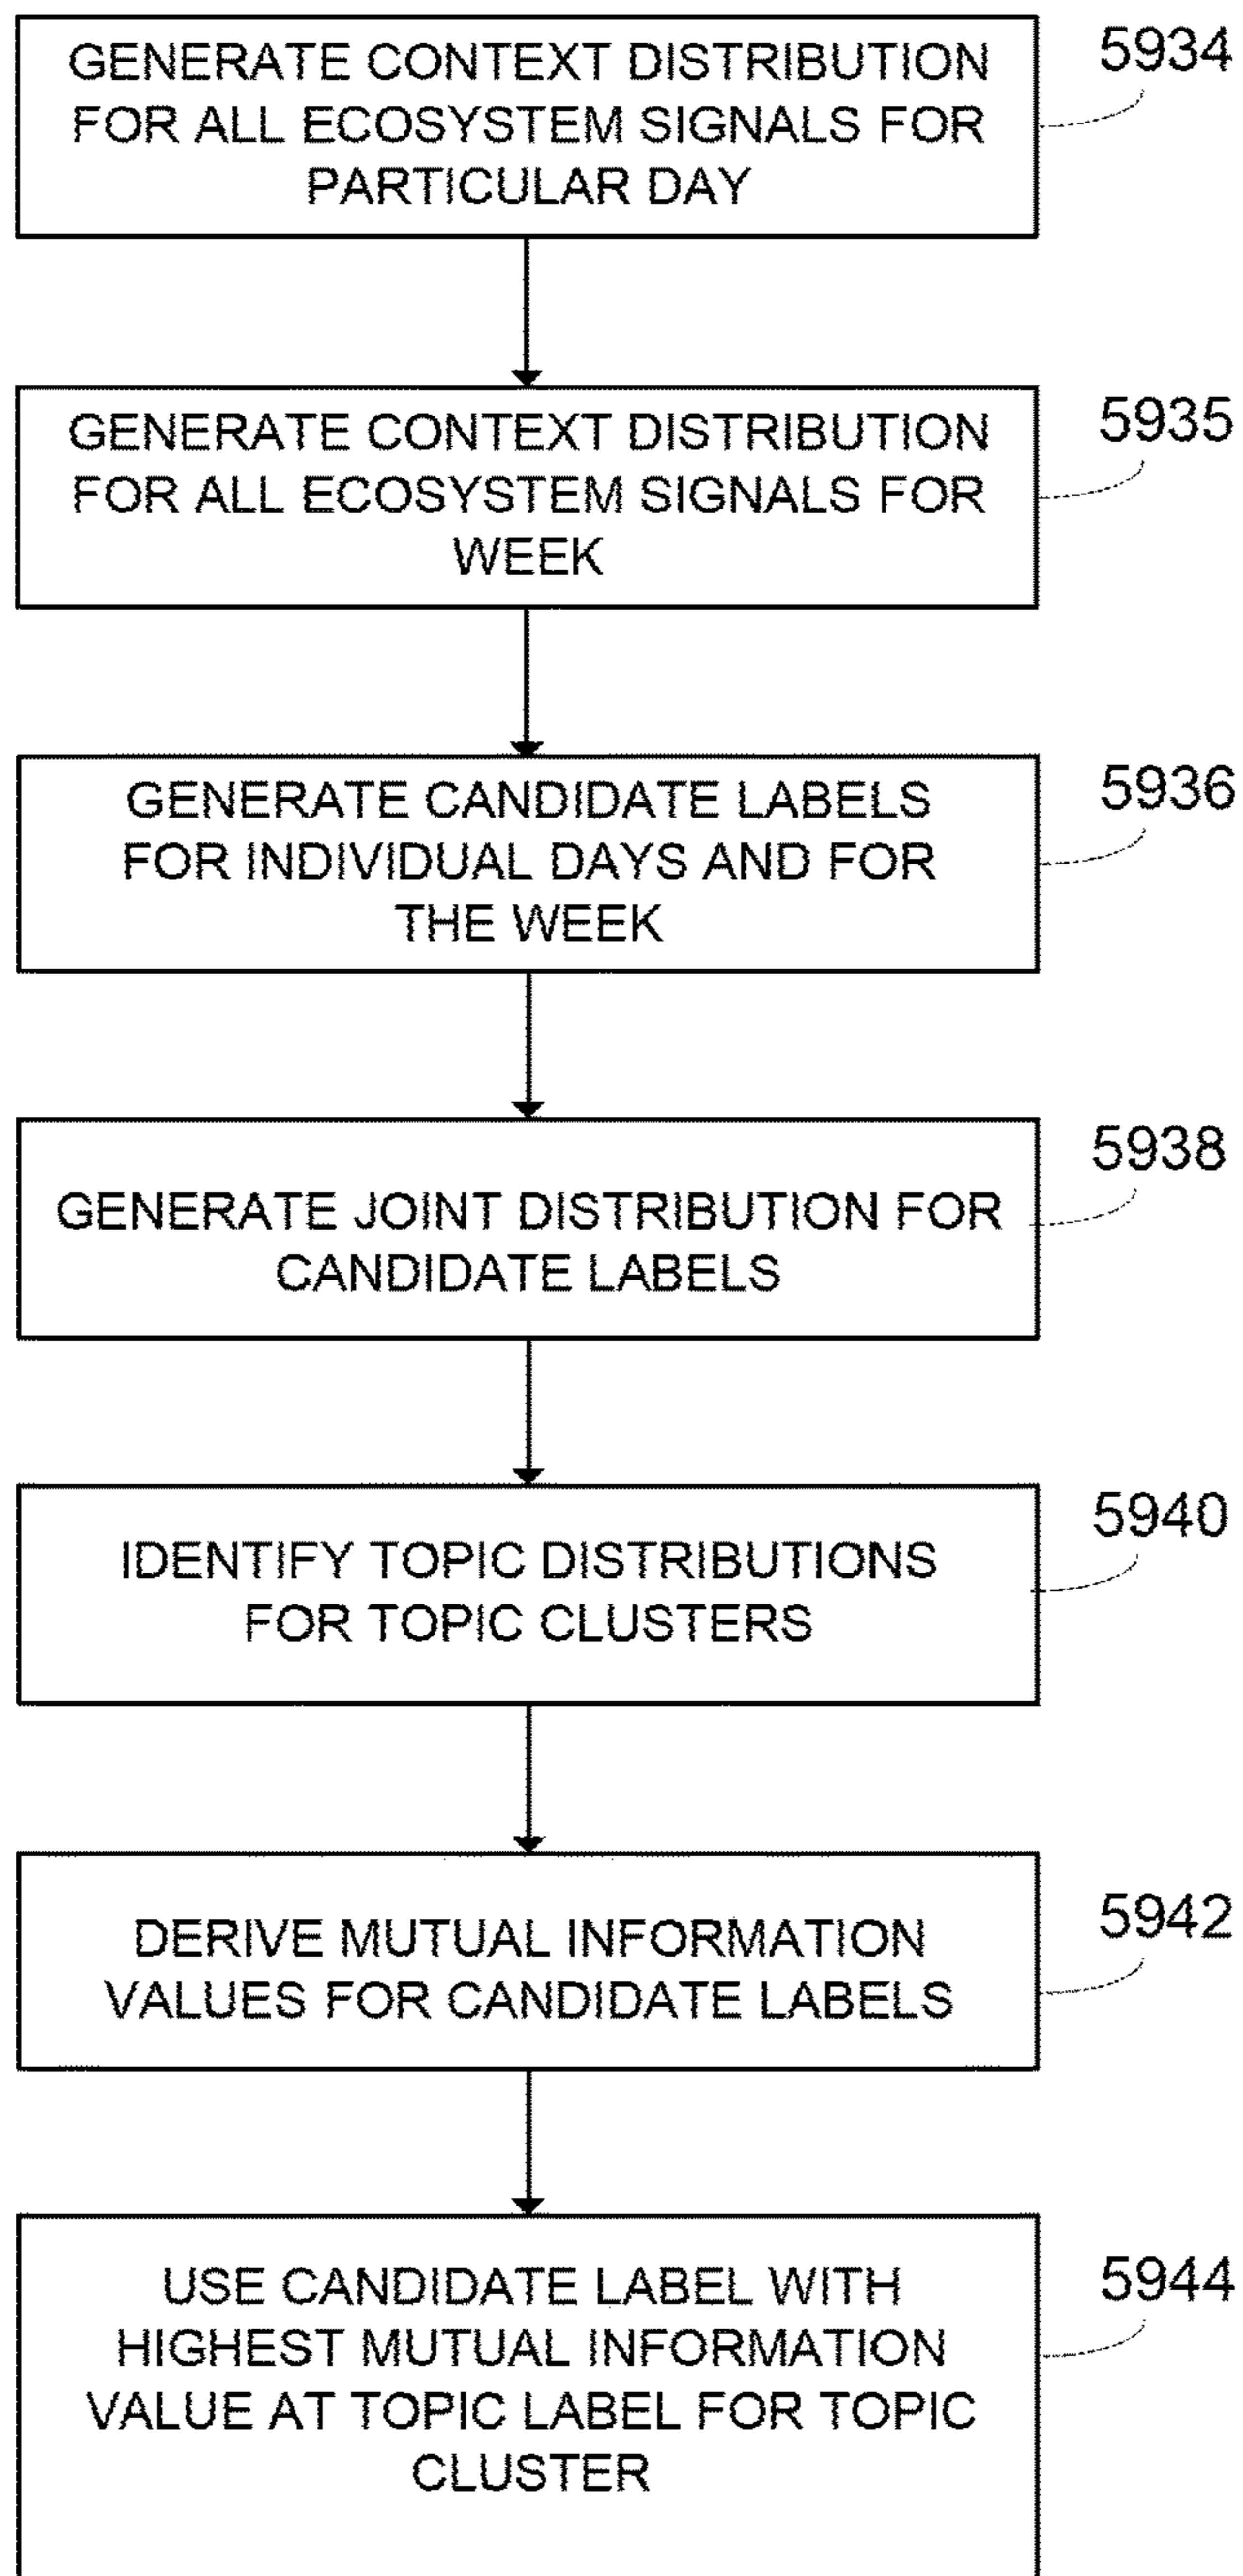 GENERATE CONTEXT DISTRIBUTION
FOR ALL ECOSYSTEM SIGNALS FOR
PARTICULAR DAY
5934
GENERATE CONTEXT DISTRIBUTION
FOR ALL ECOSYSTEM SIGNALS FOR
WEEK
5935
GENERATE CANDIDATE LABELS
FOR INDIVIDUAL DAYS AND FOR
THE WEEK
5936
GENERATE JOINT DISTRIBUTION FOR
CANDIDATE LABELS
5938
IDENTIFY TOPIC DISTRIBUTIONS
FOR TOPIC CLUSTERS
5940
DERIVE MUTUAL INFORMATION
VALUES FOR CANDIDATE LABELS
5942
USE CANDIDATE LABEL WITH
HIGHEST MUTUAL INFORMATION
VALUE AT TOPIC LABEL FOR TOPIC
CLUSTER
5944